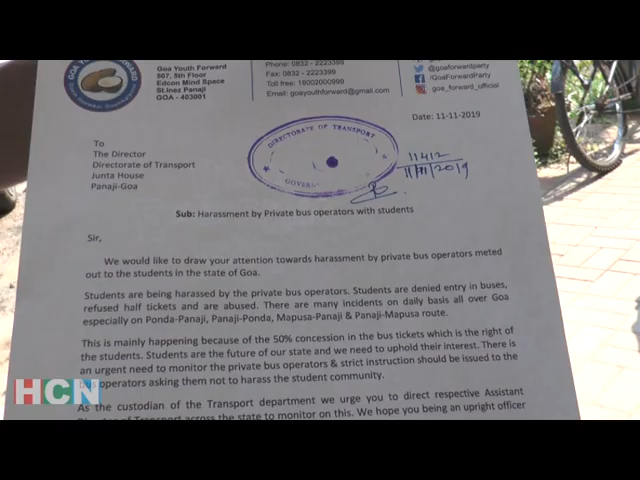 GOA YOUTH FORWARD
Goa Youth Forward
507, 5th Floor
Edcon Mind Space
St.Inez Panaji
GOA - 403001
Phone: 0832 - 2223399
Fax: 0832 - 2223399
Toll Free: 18002000999
Email: goayouthforward@gmail.com
@goaforwardparty
/GoaForwardParty
goa_forward_official
Date: 11-11-2019
To
The Director
Directorate of Transport
Junta House
Panaji-Goa
DIRECTORATE OF TRANSPORT
GOVER
11412
11/11/2019
Sub: Harassment by Private bus operators with students
Sir,
We would like to draw your attention towards harassment by private bus operators meted
out to the students in the state of Goa.
Students are being harassed by the private bus operators. Students are denied entry in buses,
refused half tickets and are abused. There are many incidents on daily basis all over Goa
especially on Ponda-Panaji, Panaji-Ponda, Mapusa-Panaji & Panaji-Mapusa route.
This is mainly happening because of the 50% concession in the bus tickets which is the right of
the students. Students are the future of our state and we need to uphold their interest. There is
an urgent need to monitor the private bus operators & strict instruction should be issued to the
bus operators asking them not to harass the student community.
As the custodian of the Transport department we urge you to direct respective Assistant
Director of Transport across the state to monitor on this. We hope you being an upright officer
HCN